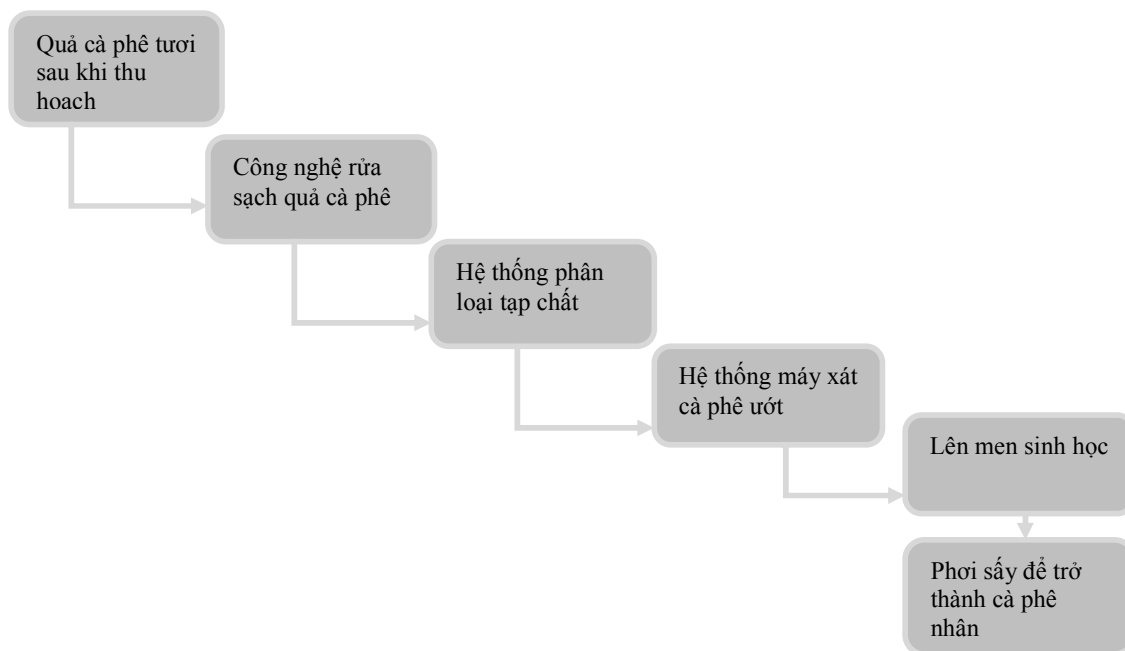 Quả cà phê tươi
sau khi thu
hoach
Công nghệ rửa
sạch quả cà phê
Hệ thống phân
loại tạp chất
Hệ thống máy xát
cà phê ướt
Lên men sinh học
Phơi sấy để trở
thành cà phê
nhân